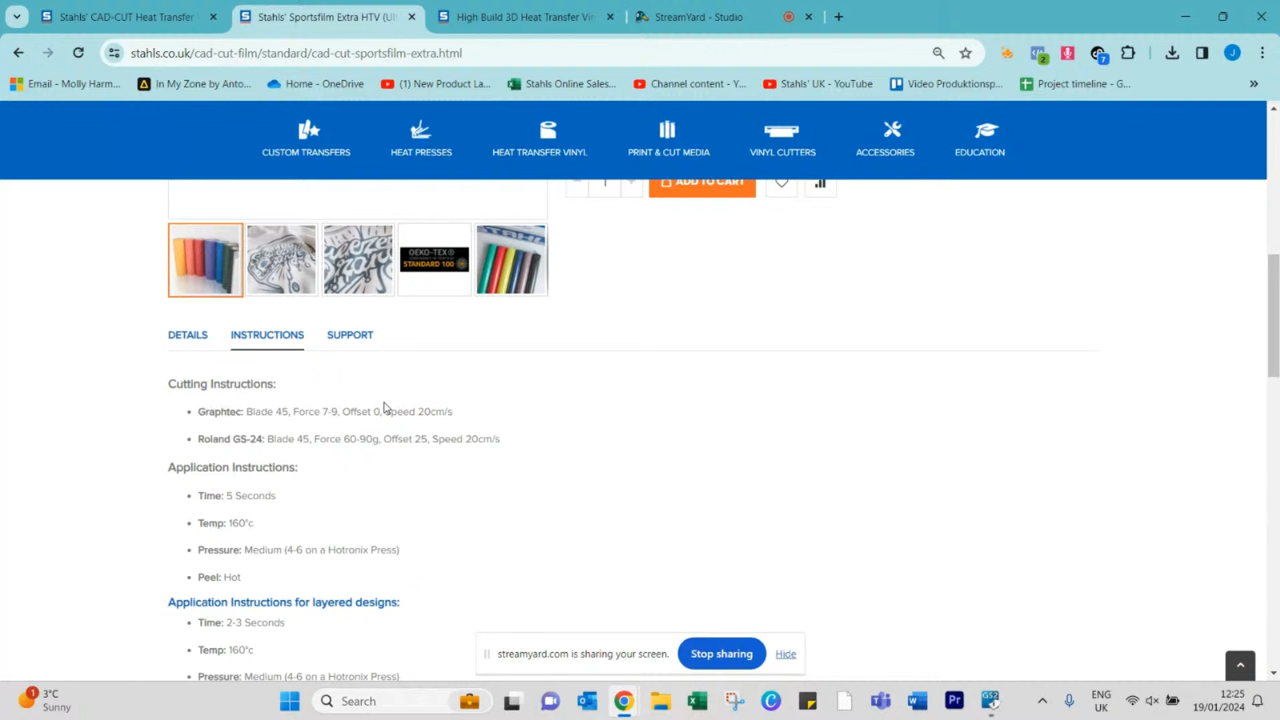 Stahls' CAD-CUT Heat Transfer
Stahls' Sportsfilm Extra HTV (U
High Build 3D Heat Transfer Vin
StreamYard - Studio
stahls.co.uk/cad-cut-film/standard/cad-cut-sportsfilm-extra.html
2
7
J
Email - Molly Harm...
In My Zone by Anto...
Home - OneDrive
(1) New Product La...
Stahls Online Sales...
Channel content - Y...
Stahls' UK - YouTube
Video Produktionsp...
Project timeline - G...
CUSTOM TRANSFERS
HEAT PRESSES
HEAT TRANSFER VINYL
PRINT & CUT MEDIA
VINYL CUTTERS
ACCESSORIES
EDUCATION
1
ADD TO CART
OEKO-TEX
STANDARD 100
DETAILS
INSTRUCTIONS
SUPPORT
Cutting Instructions:
Graphtec: Blade 45, Force 7-9, Offset 0, Speed 20cm/s
Roland GS-24: Blade 45, Force 60-90g, Offset 25, Speed 20cm/s
Application Instructions:
Time: 5 Seconds
Temp: 160°c
Pressure: Medium (4-6 on a Hotronix Press)
Peel: Hot
Application Instructions for layered designs:
Time: 2-3 Seconds
Temp: 160°c
Pressure: Medium (4-6 on a Hotronix Press)
streamyard.com is sharing your screen.
Stop sharing
Hide
1
3°C
Sunny
Search
GS2
ENG
UK
12:25
19/01/2024